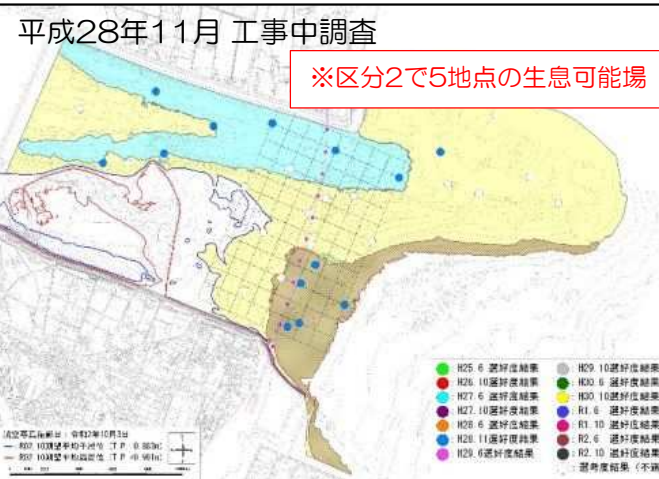 平成28年11月 工事中調査
※区分2で5地点の生息可能場
H25.6 選好度結果
H26.10選好度結果
H27.6 選好度結果
H27.10選好度結果
H28.6 選好度結果
H28.11選好度結果
H29.6選好度結果
H29.10選好度結果
H30.6 選好度結果
H30.10選好度結果
R1.6 選好度結果
R1.10 選好度結果
R2.6 選好度結果
R2.10 選好度結果